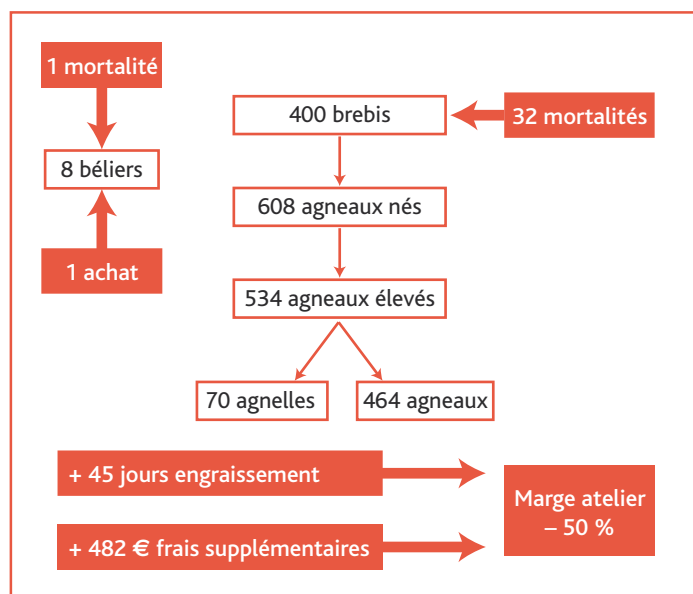 1 mortalité
400 brebis
32 mortalités
8 béliers
608 agneaux nés
1 achat
534 agneaux élevés
70 agnelles
464 agneaux
+ 45 jours engraissement
Marge atelier
– 50 %
+ 482 € frais supplémentaires